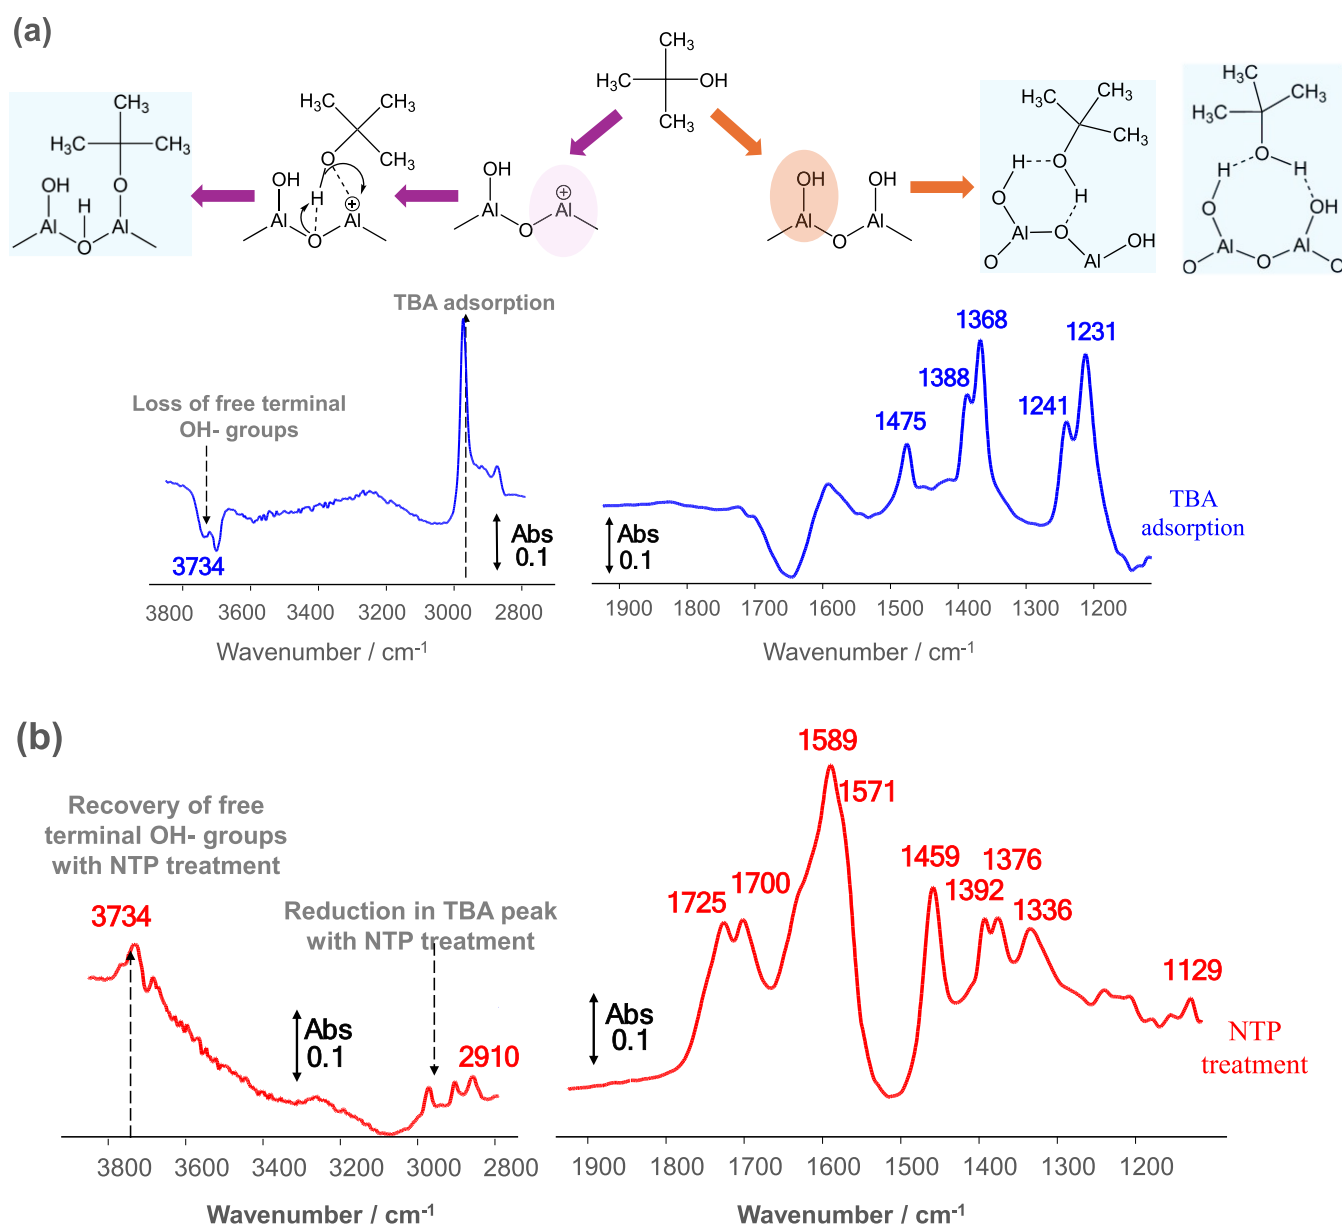 (a)
CH₃
H₃C
OH
CH₃
CH₃
H₃C
CH₃
O
OH
H
Al
Al
O
H₃C
CH₃
CH₃
O
OH
H
Al
Al
⊕
O
OH
⊕
Al
Al
O
OH
OH
Al
Al
O
H₃C
CH₃
H
O
O
H
Al
O
O
Al
OH
H₃C
CH₃
O
H
H
O
OH
Al
Al
O
O
O
TBA adsorption
Loss of free terminal
OH- groups
3734
Abs
0.1
3800 3600 3400 3200 3000 2800
Wavenumber / cm⁻¹
1368
1231
1388
1241
1475
TBA
adsorption
Abs
0.1
1900 1800 1700 1600 1500 1400 1300 1200
Wavenumber / cm⁻¹
(b)
Recovery of free
terminal OH- groups
with NTP treatment
3734
Reduction in TBA peak
with NTP treatment
Abs
0.1
2910
3800 3600 3400 3200 3000 2800
Wavenumber / cm⁻¹
1589
1571
1725
1700
1459
1376
1392
1336
1129
Abs
0.1
NTP
treatment
1900 1800 1700 1600 1500 1400 1300 1200
Wavenumber / cm⁻¹